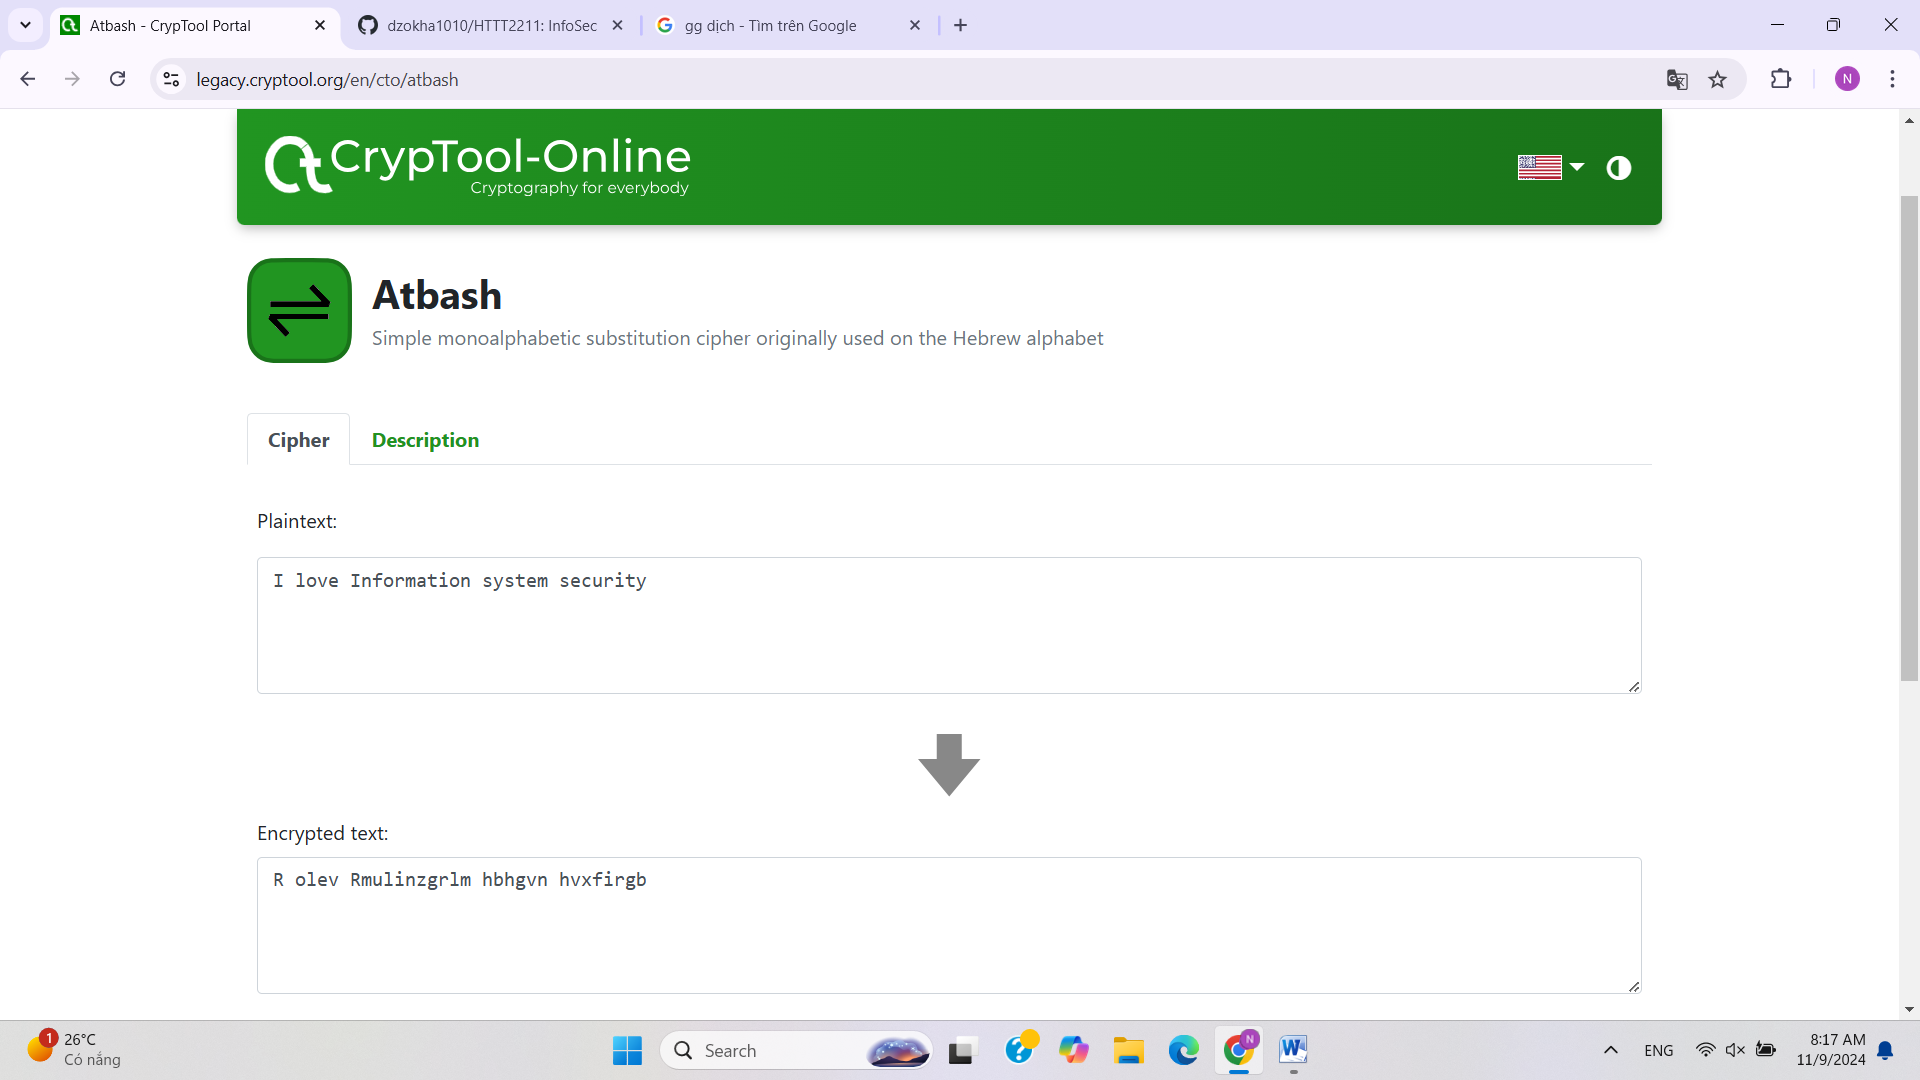 Atbash - CrypTool Portal
dzokha1010/HTTT2211: InfoSec
gg dịch - Tìm trên Google
legacy.cryptool.org/en/cto/atbash
N
CrypTool-Online
Cryptography for everybody
Atbash
Simple monoalphabetic substitution cipher originally used on the Hebrew alphabet
Cipher
Description
Plaintext:
I love Information system security
Encrypted text:
R olev Rmulinzgrlm hbhgvn hvxfirgb
1
26°C
Có nắng
Search
N
ENG
8:17 AM
11/9/2024